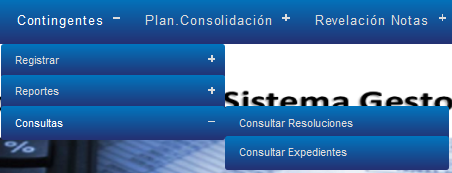 Contingentes − Plan.Consolidación + Revelación Notas +
Registrar +
Reportes +
Sistema Gesto
Consultas −
Consultar Resoluciones
%
Consultar Expedientes